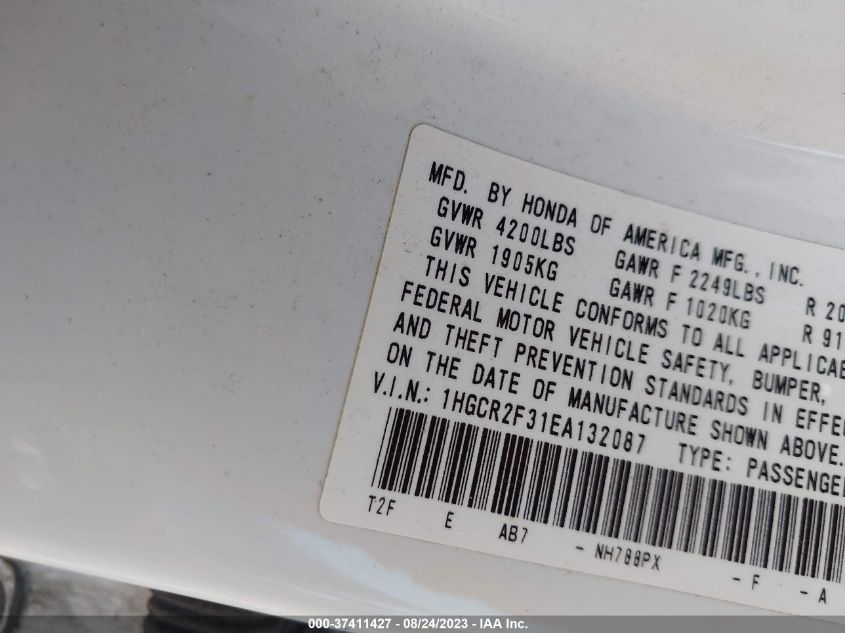 MFD. BY HONDA OF AMERICA MFG., INC.
GVWR 4200LBS GAWR F 2249LBS R 20
GVWR 1905KG GAWR F 1020KG R 91
THIS VEHICLE CONFORMS TO ALL APPLICAB
FEDERAL MOTOR VEHICLE SAFETY, BUMPER,
AND THEFT PREVENTION STANDARDS IN EFFEC
ON THE DATE OF MANUFACTURE SHOWN ABOVE.
V.I.N.: 1HGCR2F31EA132087 TYPE: PASSENGE
T2F E AB7 - NH788PX - F - A
000-37411427 - 08/24/2023 - IAA Inc.